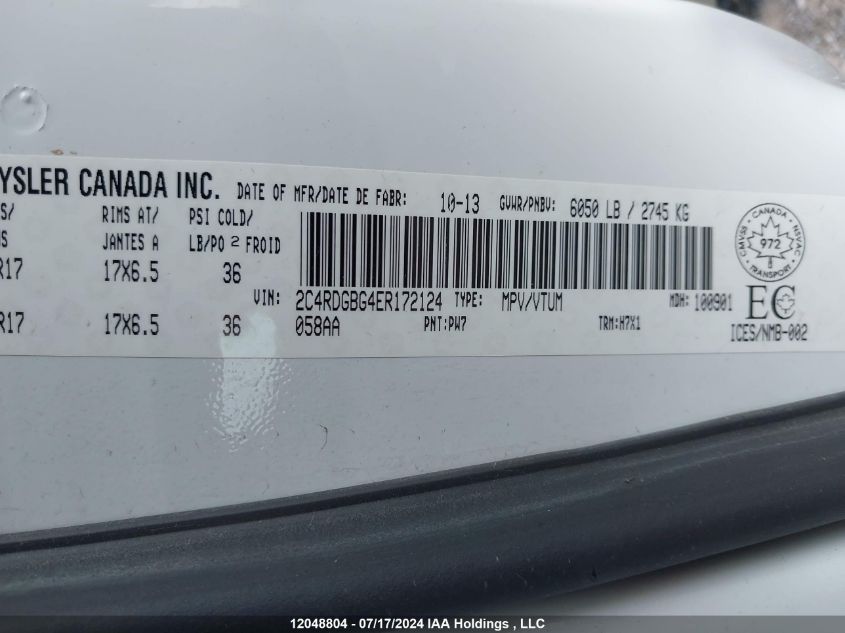 YSLER CANADA INC. DATE OF MFR/DATE DE FABR: 10-13 GVWR/PNBV: 6050 LB / 2745 KG
S/ RIMS AT/ PSI COLD/
S JANTES A LB/PO 2 FROID
R17 17X6.5 36
CMVSS CANADA NSVAC
972
TRANSPORT
VIN: 2C4RDGBG4ER172124 TYPE: MPV/VTUM MDH: 100901 EC
R17 17X6.5 36 058AA PNT:PW7 TRM:H7X1 ICES/NMB-002
12048804 - 07/17/2024 IAA Holdings , LLC